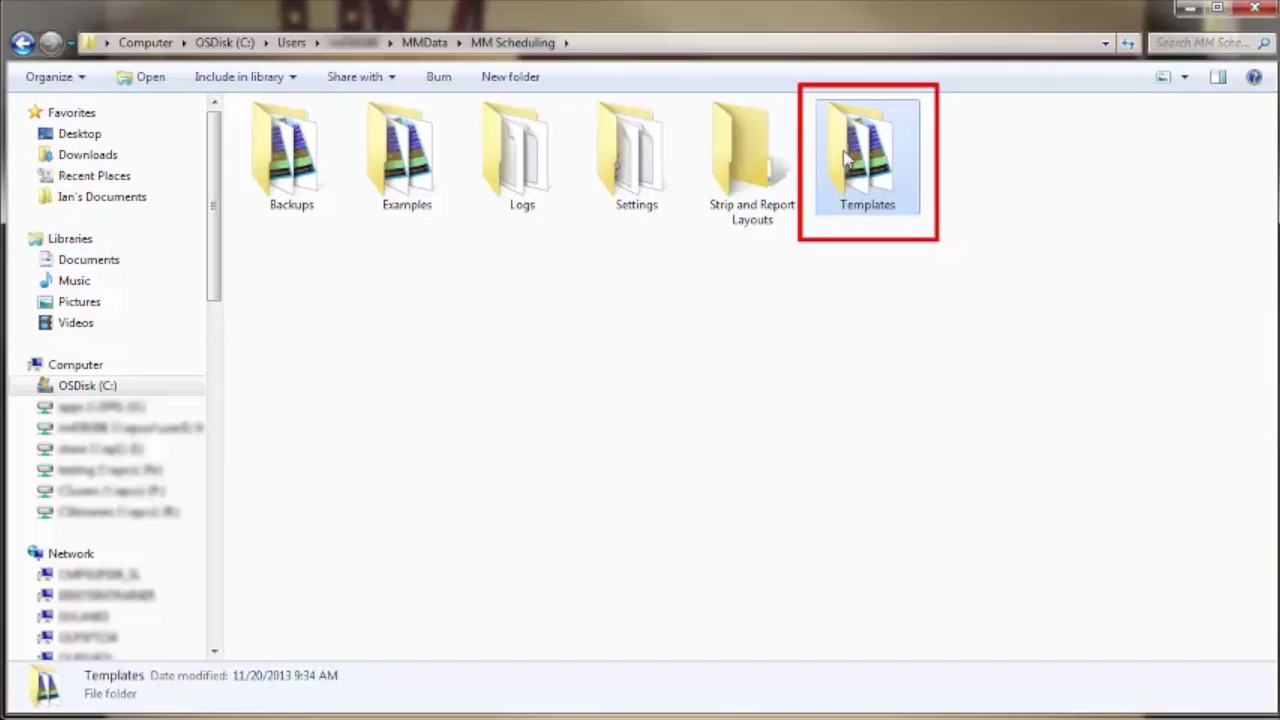 Computer
OSDisk (C:)
Users
MMData
MM Scheduling
Search MM Sche...
Organize
Open
Include in library
Share with
Burn
New folder
Favorites
Desktop
Downloads
Recent Places
Ian's Documents
Libraries
Documents
Music
Pictures
Videos
Computer
OSDisk (C:)
Network
Backups
Examples
Logs
Settings
Strip and Report
Layouts
Templates
Templates Date modified: 11/20/2013 9:34 AM
File folder